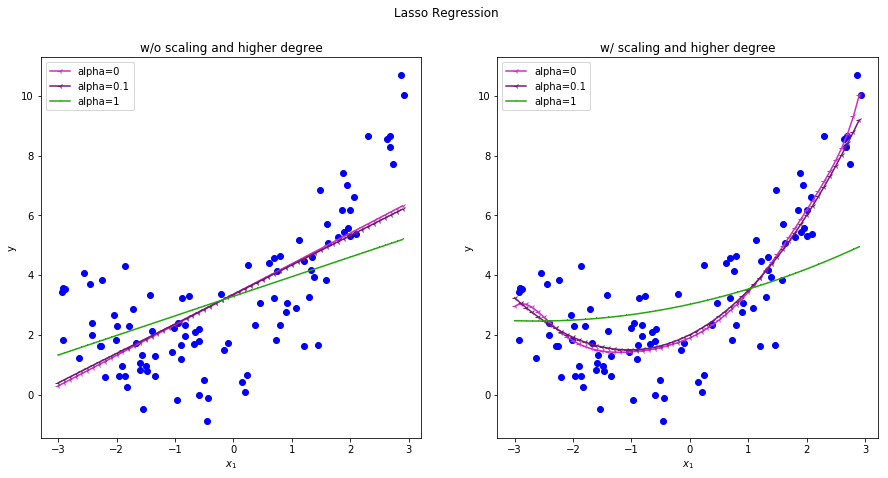 Lasso Regression
w/o scaling and higher degree
alpha=0
alpha=0.1
alpha=1
10
8
6
4
2
0
y
−3 −2 −1 0 1 2 3
x₁
w/ scaling and higher degree
alpha=0
alpha=0.1
alpha=1
10
8
6
4
2
0
y
−3 −2 −1 0 1 2 3
x₁